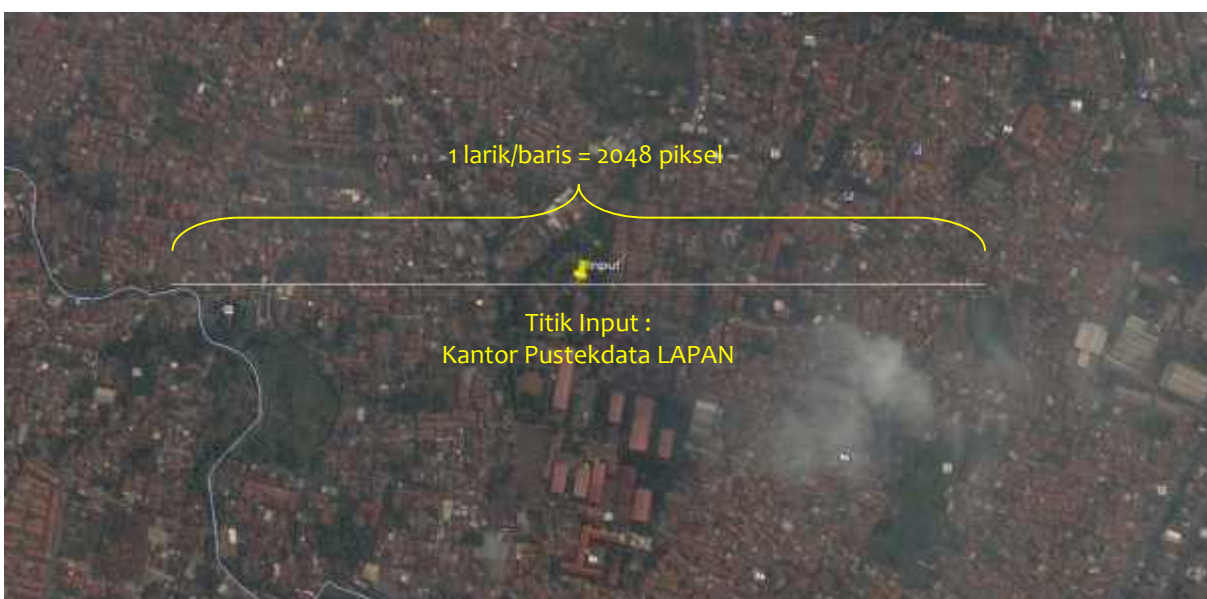 1 larik/baris = 2048 piksel
Input
Titik Input :
Kantor Pustekdata LAPAN